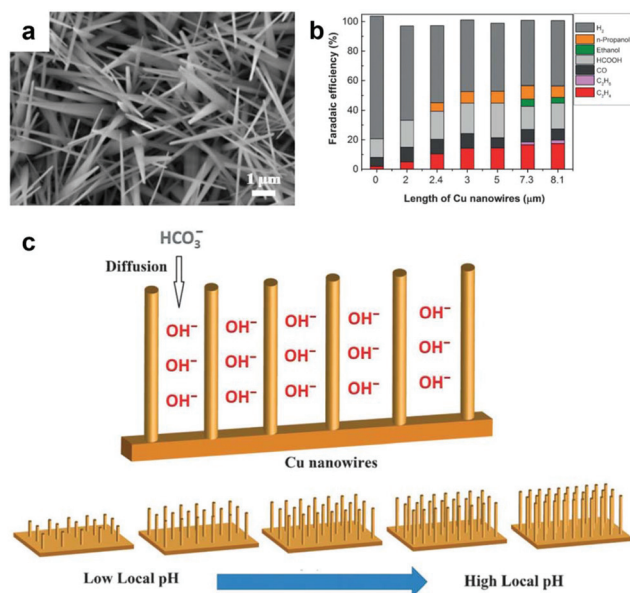 a
1 μm
b
Faradaic efficiency (%)
100
80
60
40
20
0
0
2
2.4
3
5
7.3
8.1
Length of Cu nanowires (μm)
H₂
n-Propanol
Ethanol
HCOOH
CO
C₂H₆
C₂H₄
c
HCO₃⁻
Diffusion
OH⁻ OH⁻ OH⁻ OH⁻ OH⁻
OH⁻ OH⁻ OH⁻ OH⁻ OH⁻
OH⁻ OH⁻ OH⁻ OH⁻ OH⁻
Cu nanowires
Low Local pH
High Local pH